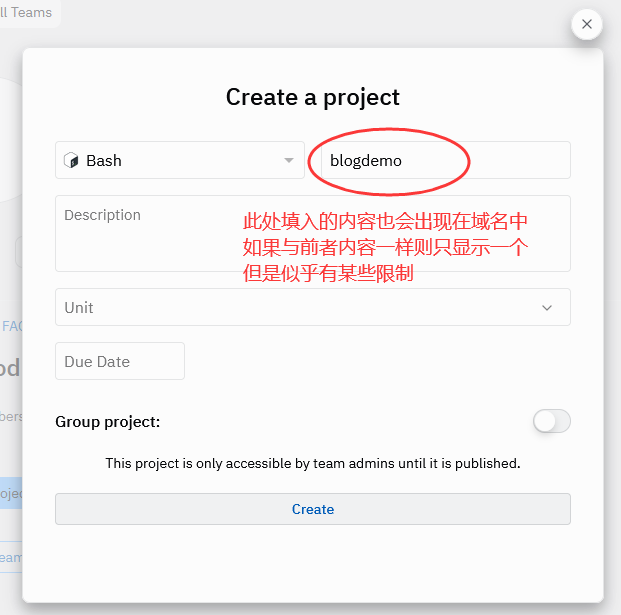 ll Teams
Create a project
Bash
blogdemo
Description
此处填入的内容也会出现在域名中
如果与前者内容一样则只显示一个
但是似乎有某些限制
Unit
FAC
Due Date
od
bers
Group project:
This project is only accessible by team admins until it is published.
ojec
Create
eam